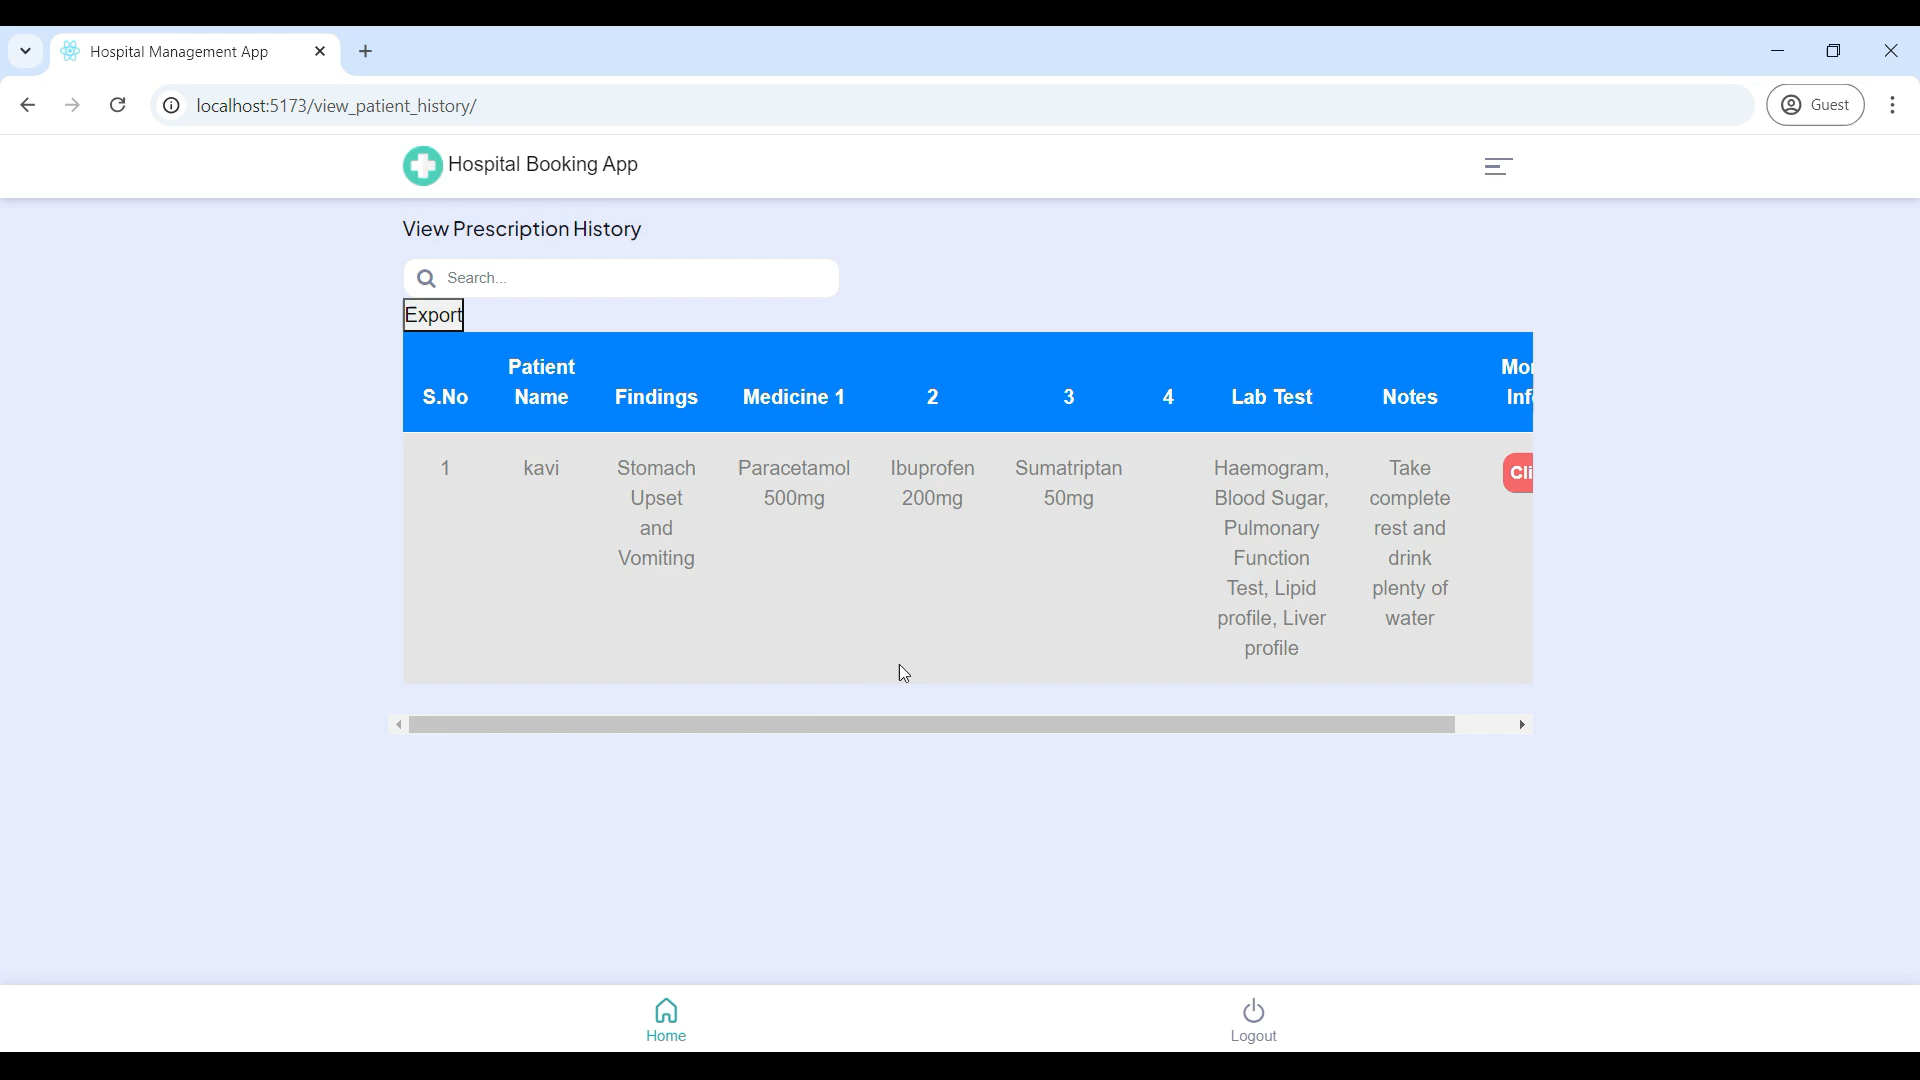 Hospital Management App
localhost:5173/view_patient_history/
Guest
Hospital Booking App
View Prescription History
Search...
Export
S.No
Patient
Name
Findings
Medicine 1
2
3
4
Lab Test
Notes
1
kavi
Stomach
Upset
and
Vomiting
Paracetamol
500mg
Ibuprofen
200mg
Sumatriptan
50mg
Haemogram,
Blood Sugar,
Pulmonary
Function
Test, Lipid
profile, Liver
profile
Take
complete
rest and
drink
plenty of
water
Home
Logout